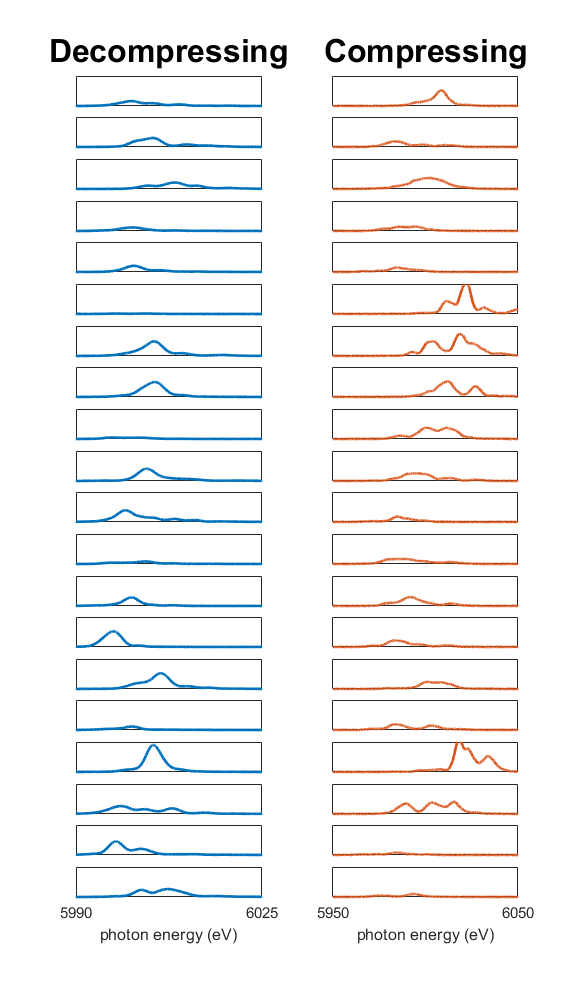 Decompressing Compressing
5990 6025 5950 6050
photon energy (eV) photon energy (eV)